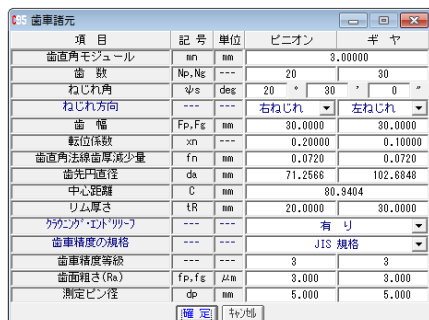 歯車諸元
項 目 記 号 単位 ピニオン ギ ヤ
歯直角モジュール mn mm 3.00000
歯 数 Np,Ng --- 20 30
ねじれ角 ψs deg 20 ° 30 ' 0 "
ねじれ方向 --- --- 右ねじれ 左ねじれ
歯 幅 Fp,Fg mm 30.0000 30.0000
転位係数 xn --- 0.20000 0.10000
歯直角法線歯厚減少量 fn mm 0.0720 0.0720
歯先円直径 da mm 71.2566 102.6848
中心距離 C mm 80.9404
リム厚さ tR mm 20.0000 30.0000
クラウニング・エンドリリーフ --- --- 有 り
歯車精度の規格 --- --- JIS 規格
歯車精度等級 --- --- 3 3
歯面粗さ(Ra) fp,fg μm 3.000 3.000
測定ピン径 dp mm 5.000 5.000
確 定 キャンセル